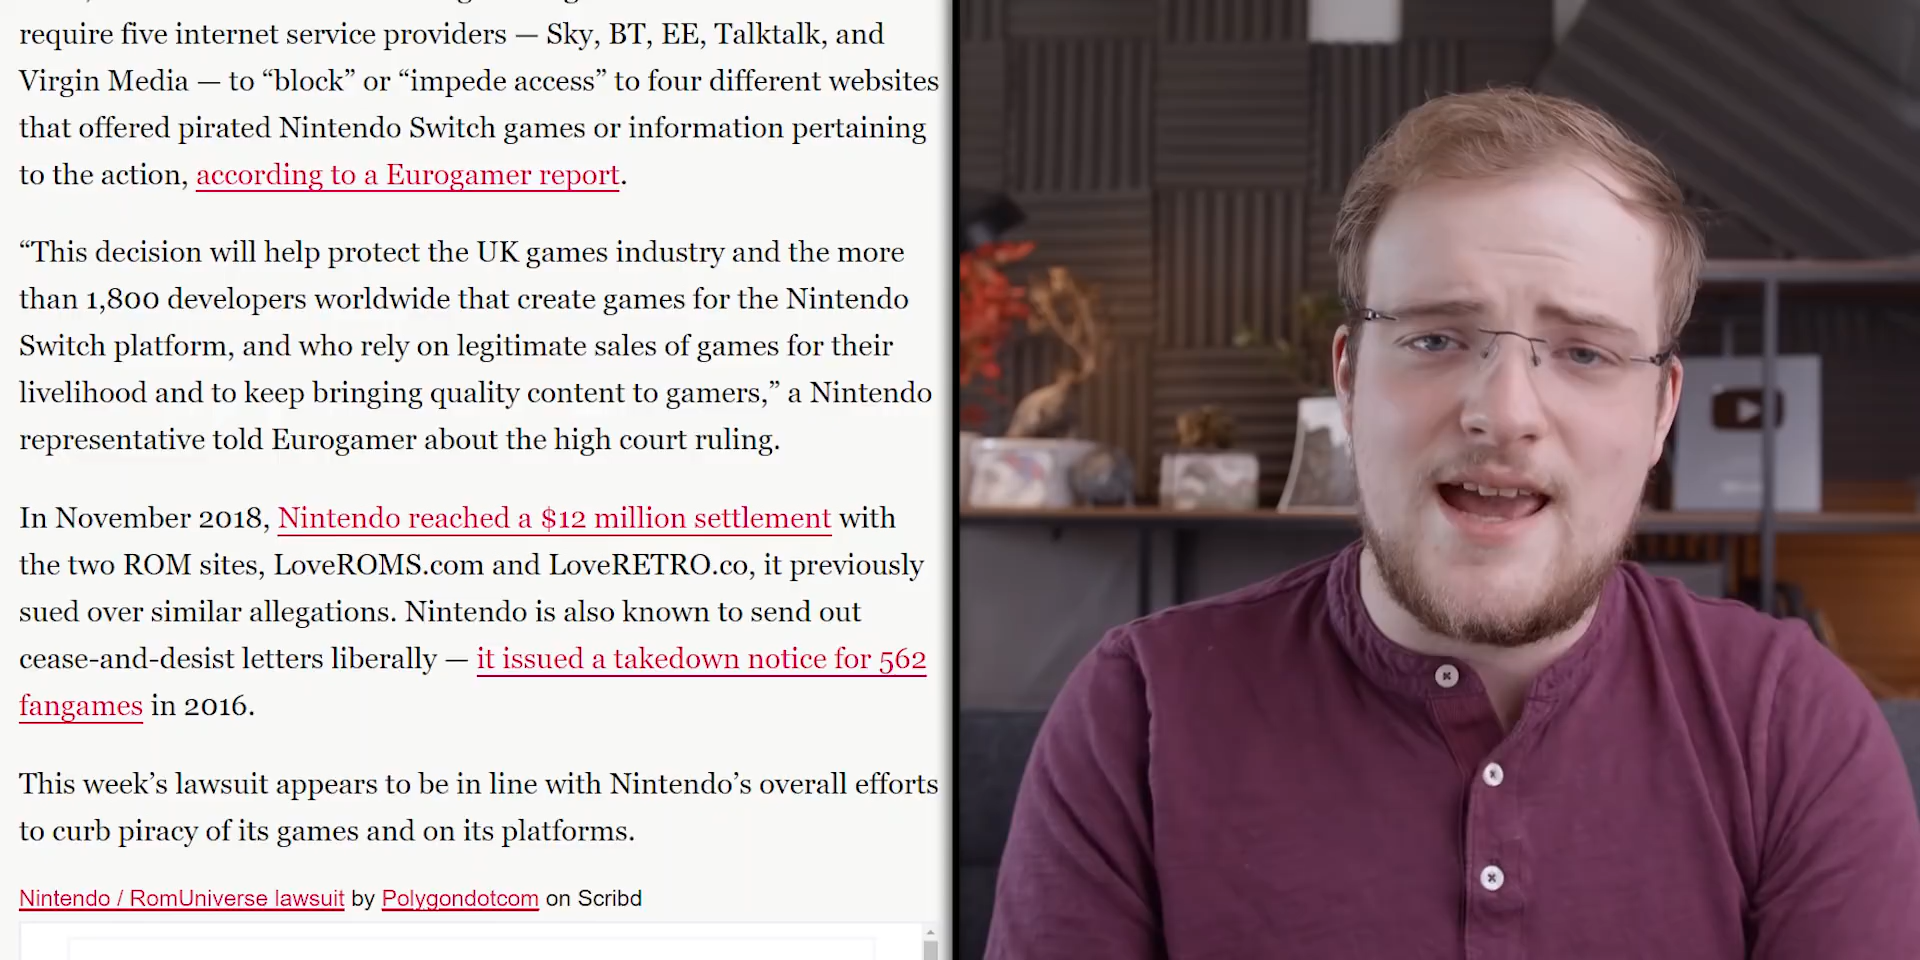 require five internet service providers — Sky, BT, EE, Talktalk, and
Virgin Media — to “block” or “impede access” to four different websites
that offered pirated Nintendo Switch games or information pertaining
to the action, according to a Eurogamer report.
“This decision will help protect the UK games industry and the more
than 1,800 developers worldwide that create games for the Nintendo
Switch platform, and who rely on legitimate sales of games for their
livelihood and to keep bringing quality content to gamers,” a Nintendo
representative told Eurogamer about the high court ruling.
In November 2018, Nintendo reached a $12 million settlement with
the two ROM sites, LoveROMS.com and LoveRETRO.co, it previously
sued over similar allegations. Nintendo is also known to send out
cease-and-desist letters liberally — it issued a takedown notice for 562
fangames in 2016.
This week’s lawsuit appears to be in line with Nintendo’s overall efforts
to curb piracy of its games and on its platforms.
Nintendo / RomUniverse lawsuit by Polygondotcom on Scribd